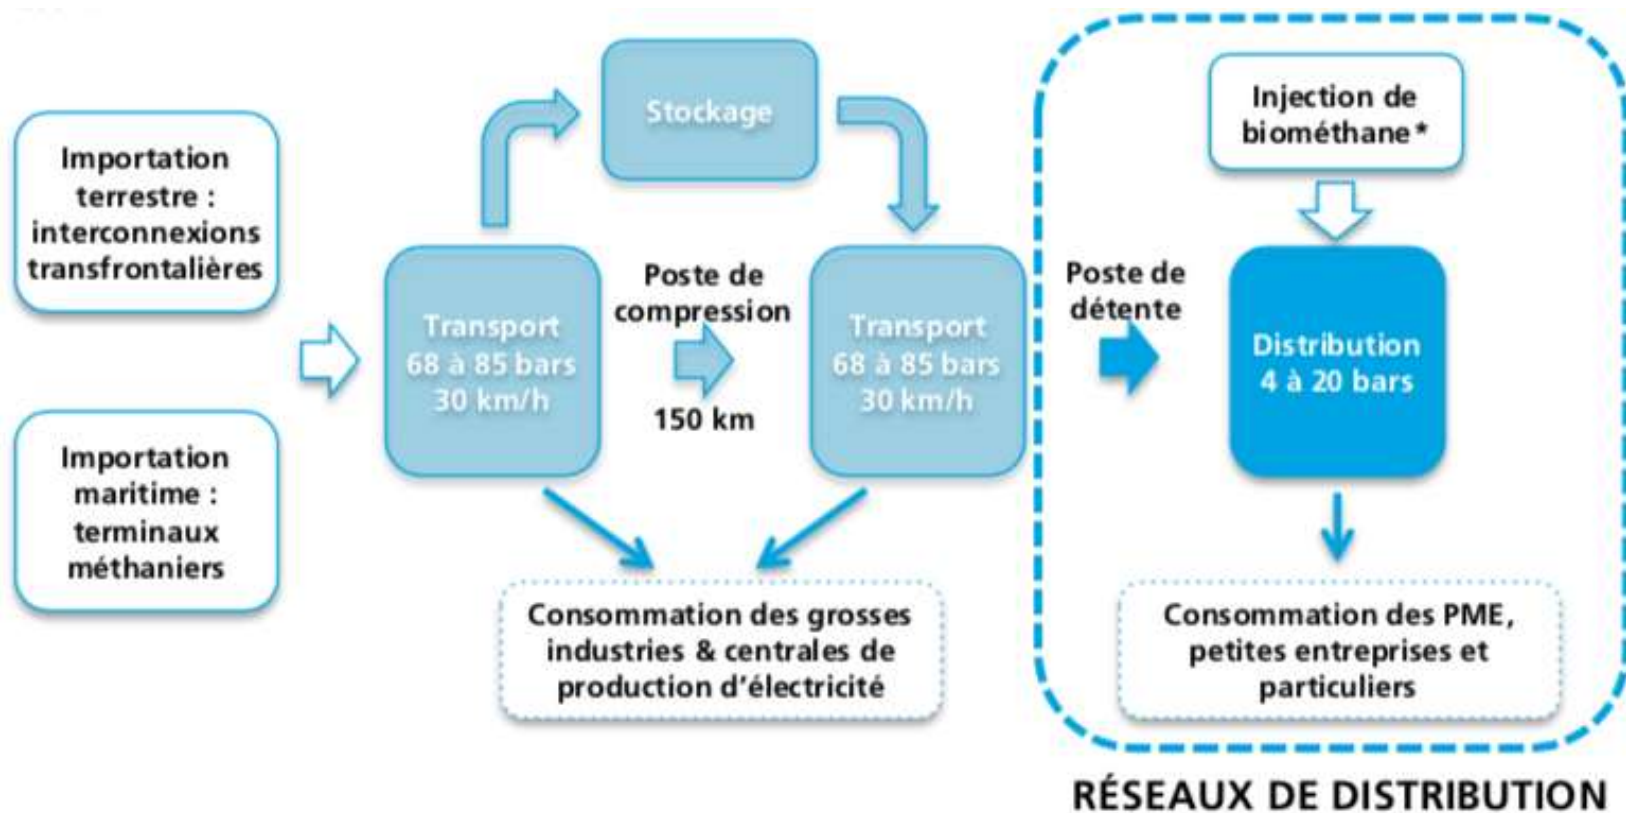 Importation
terrestre :
interconnexions
transfrontalières
Importation
maritime :
terminaux
méthaniers
Stockage
Transport
68 à 85 bars
30 km/h
Poste de
compression
150 km
Transport
68 à 85 bars
30 km/h
Consommation des grosses
industries & centrales de
production d'électricité
Poste de
détente
Injection de
biométhane*
Distribution
4 à 20 bars
Consommation des PME,
petites entreprises et
particuliers
RÉSEAUX DE DISTRIBUTION